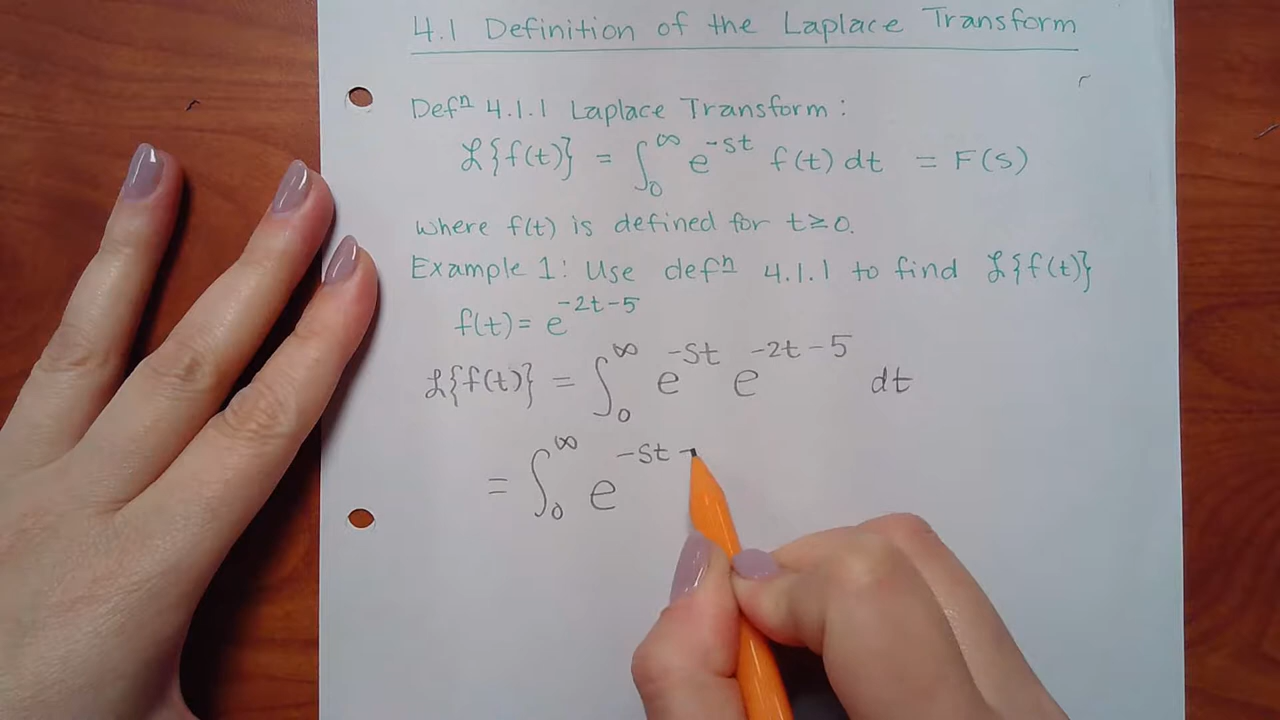 4.1 Definition of the Laplace Transform
Defⁿ 4.1.1 Laplace Transform:
ℒ{f(t)} = ∫₀^∞ e^(-st) f(t) dt = F(s)
where f(t) is defined for t≥0.
Example 1: Use defⁿ 4.1.1 to find ℒ{f(t)}
f(t) = e^(-2t-5)
ℒ{f(t)} = ∫₀^∞ e^(-st) e^(-2t-5) dt
= ∫₀^∞ e^(-st-